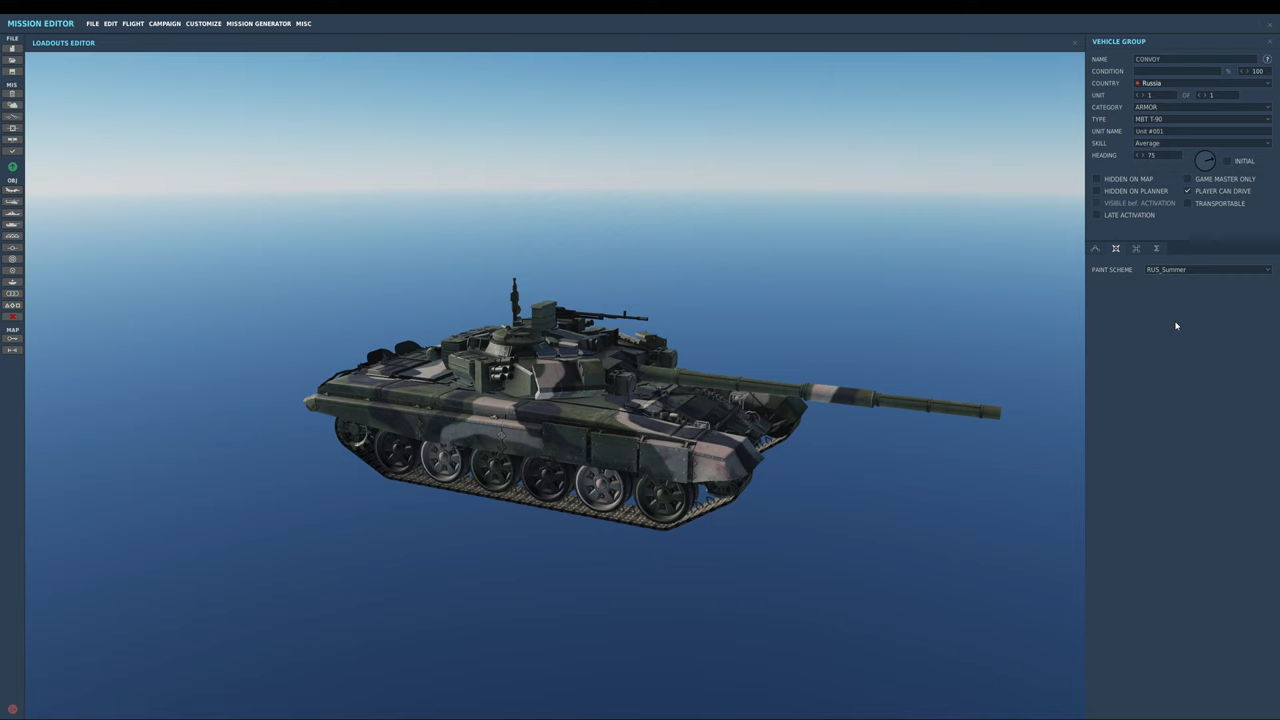 MISSION EDITOR FILE EDIT FLIGHT CAMPAIGN CUSTOMIZE MISSION GENERATOR MISC
FILE
LOADOUTS EDITOR
MIS
OBJ
MAP
VEHICLE GROUP
NAME CONVOY ?
CONDITION % < > 100
COUNTRY Russia
UNIT < > 1 OF < > 1
CATEGORY ARMOR
TYPE MBT T-90
UNIT NAME Unit #001
SKILL Average
HEADING < > 75 INITIAL
HIDDEN ON MAP GAME MASTER ONLY
HIDDEN ON PLANNER PLAYER CAN DRIVE
VISIBLE bef. ACTIVATION TRANSPORTABLE
LATE ACTIVATION
PAINT SCHEME RUS_Summer